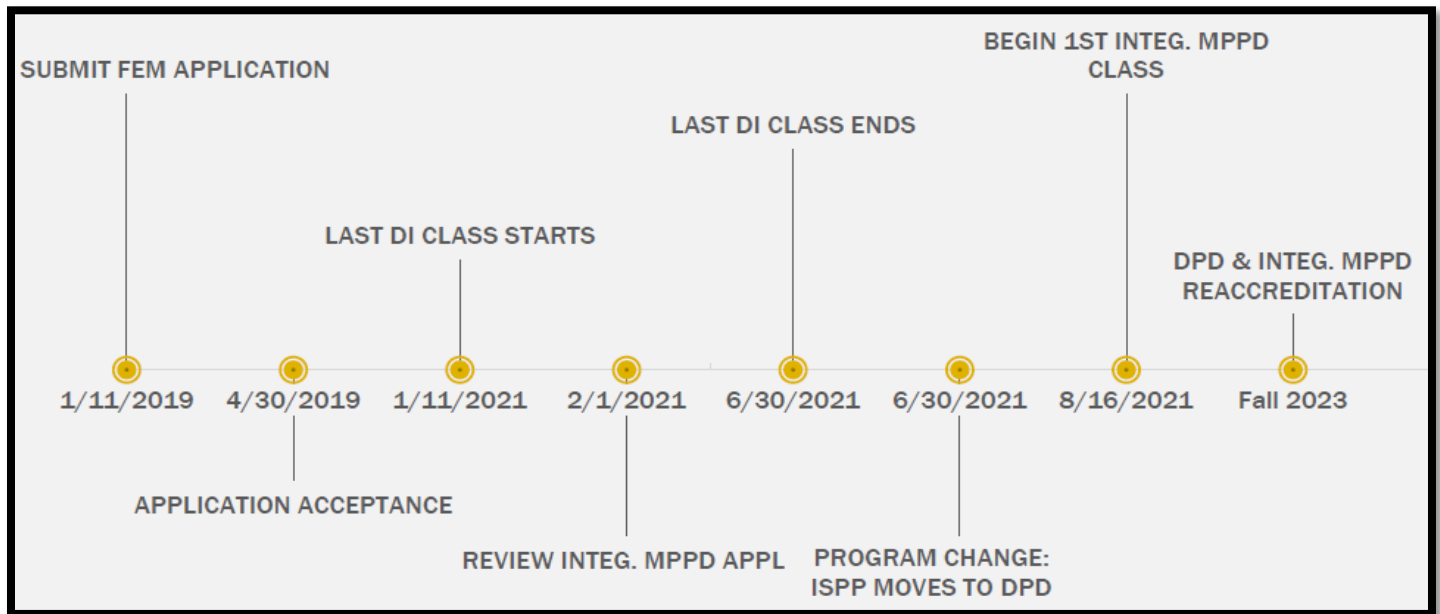 BEGIN 1ST INTEG. MPPD
CLASS
SUBMIT FEM APPLICATION
LAST DI CLASS ENDS
LAST DI CLASS STARTS
DPD & INTEG. MPPD
REACCREDITATION
1/11/2019 4/30/2019 1/11/2021 2/1/2021 6/30/2021 6/30/2021 8/16/2021 Fall 2023
APPLICATION ACCEPTANCE
REVIEW INTEG. MPPD APPL
PROGRAM CHANGE:
ISPP MOVES TO DPD